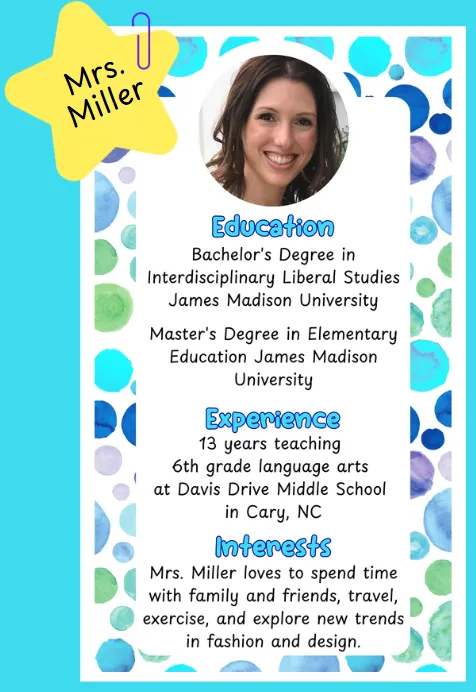 Mrs.
Miller
Education
Bachelor's Degree in
Interdisciplinary Liberal Studies
James Madison University
Master's Degree in Elementary
Education James Madison
University
Experience
13 years teaching
6th grade language arts
at Davis Drive Middle School
in Cary, NC
Interests
Mrs. Miller loves to spend time
with family and friends, travel,
exercise, and explore new trends
in fashion and design.